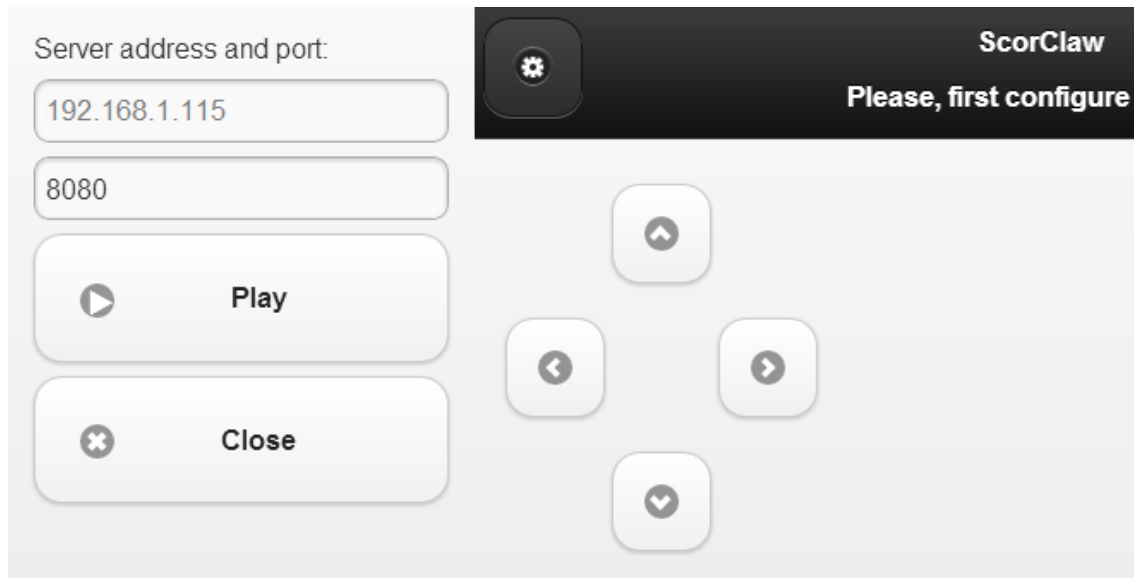 Server address and port:
192.168.1.115
8080
Play
Close
ScorClaw
Please, first configure